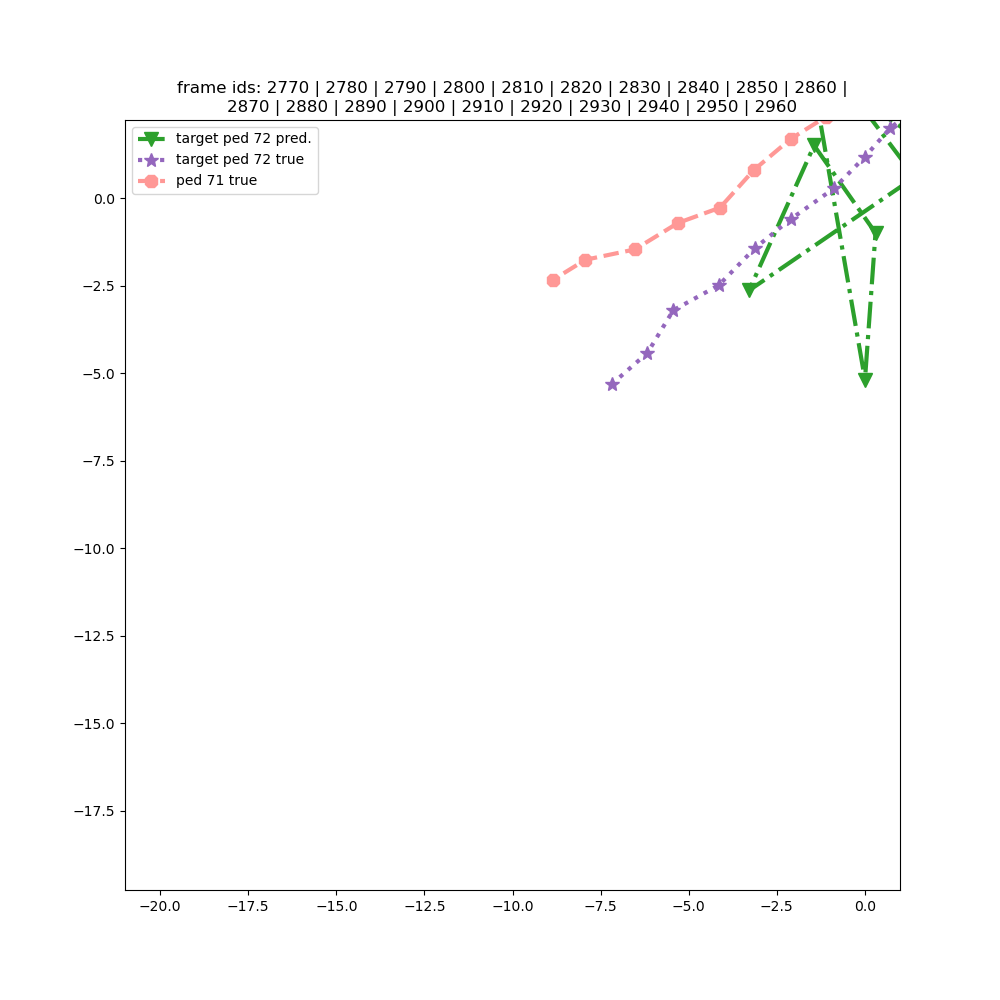 frame ids: 2770 | 2780 | 2790 | 2800 | 2810 | 2820 | 2830 | 2840 | 2850 | 2860 |
2870 | 2880 | 2890 | 2900 | 2910 | 2920 | 2930 | 2940 | 2950 | 2960
target ped 72 pred.
target ped 72 true
ped 71 true
0.0
−2.5
−5.0
−7.5
−10.0
−12.5
−15.0
−17.5
−20.0 −17.5 −15.0 −12.5 −10.0 −7.5 −5.0 −2.5 0.0